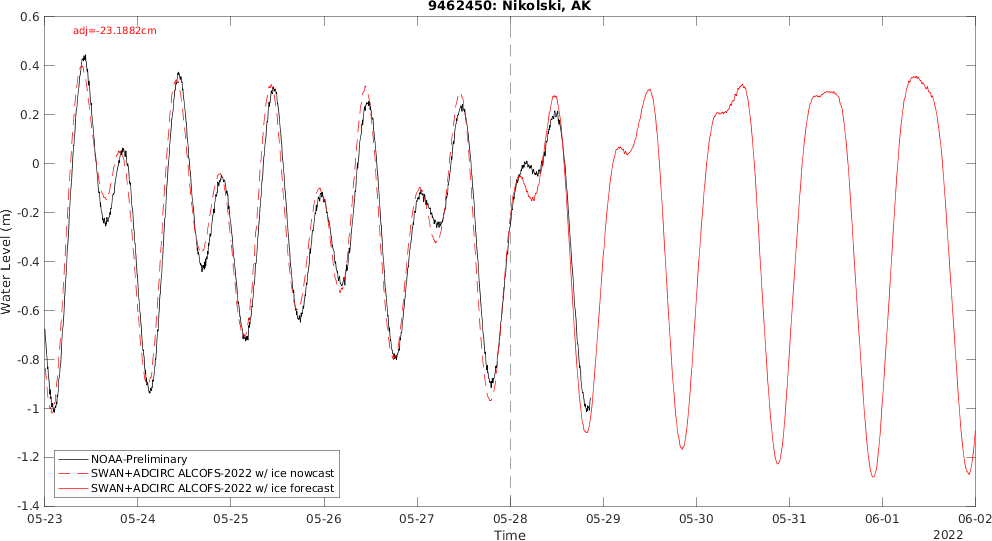 9462450: Nikolski, AK
adj=-23.1882cm
0.6
0.4
0.2
0
-0.2
-0.4
-0.6
-0.8
-1
-1.2
-1.4
Water Level (m)
NOAA-Preliminary
SWAN+ADCIRC ALCOFS-2022 w/ ice nowcast
SWAN+ADCIRC ALCOFS-2022 w/ ice forecast
05-23 05-24 05-25 05-26 05-27 05-28 05-29 05-30 05-31 06-01 06-02
Time
2022